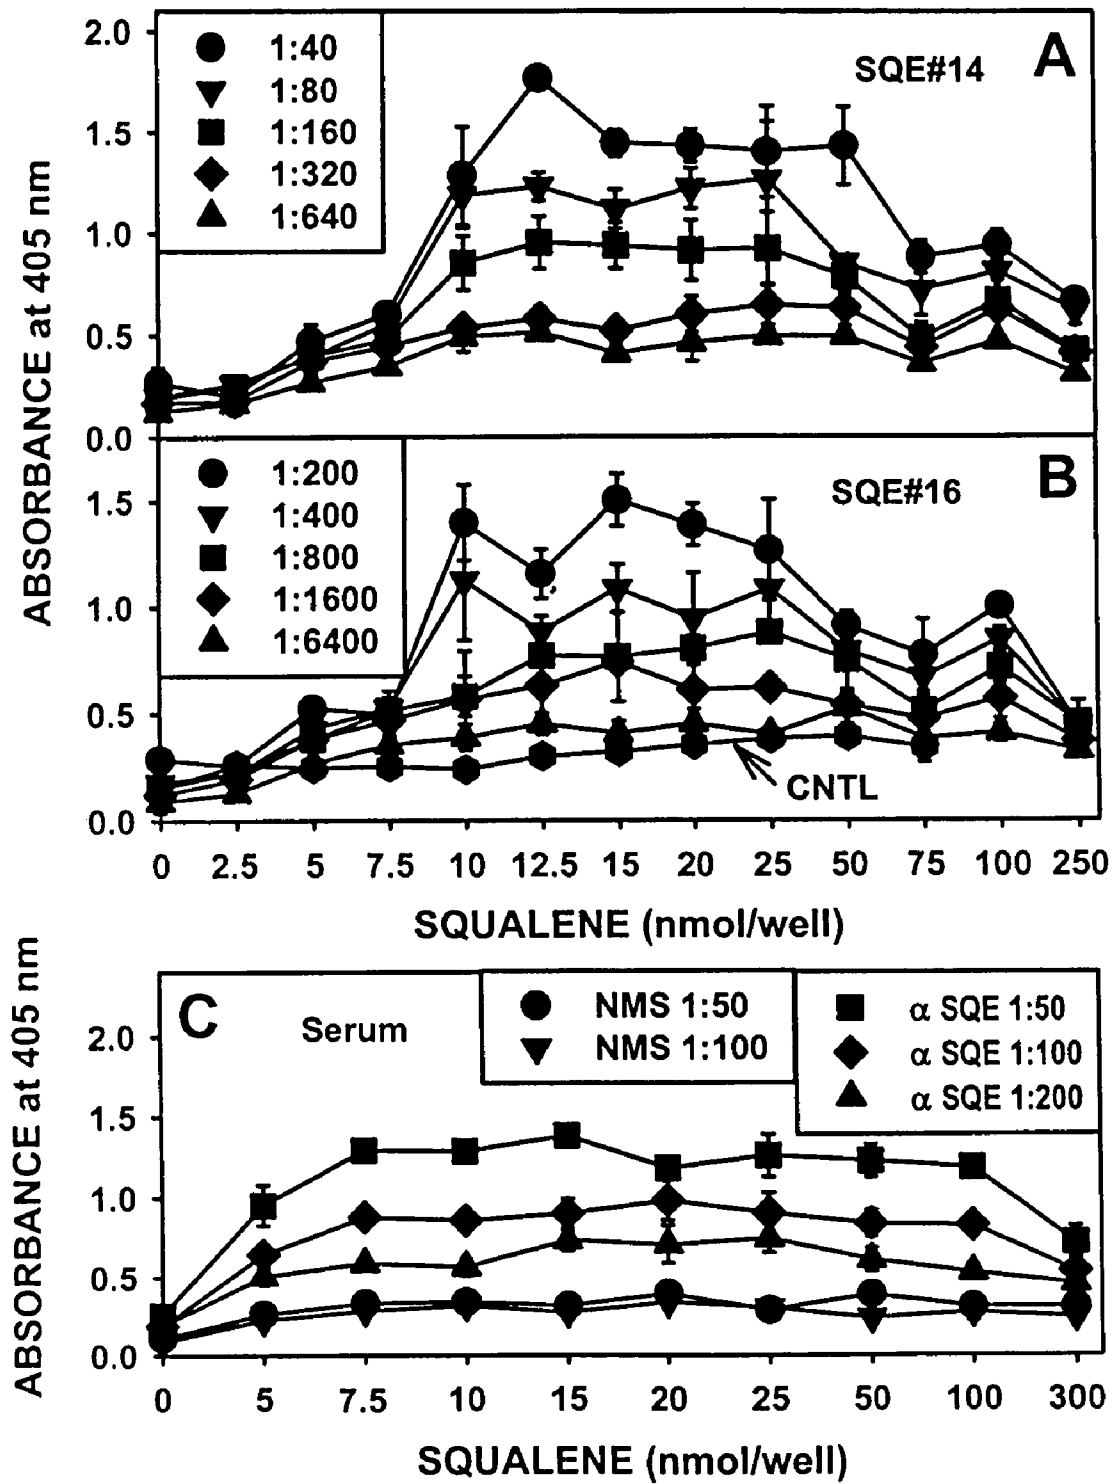 ABSORBANCE at 405 nm
2.0
1.5
1.0
0.5
0.0
1:40
1:80
1:160
1:320
1:640
SQE#14
A
1.5
1.0
0.5
0.0
1:200
1:400
1:800
1:1600
1:6400
SQE#16
B
CNTL
0 2.5 5 7.5 10 12.5 15 20 25 50 75 100 250
SQUALENE (nmol/well)
ABSORBANCE at 405 nm
2.0
1.5
1.0
0.5
0.0
C
Serum
NMS 1:50
NMS 1:100
α SQE 1:50
α SQE 1:100
α SQE 1:200
0 5 7.5 10 15 20 25 50 100 300
SQUALENE (nmol/well)